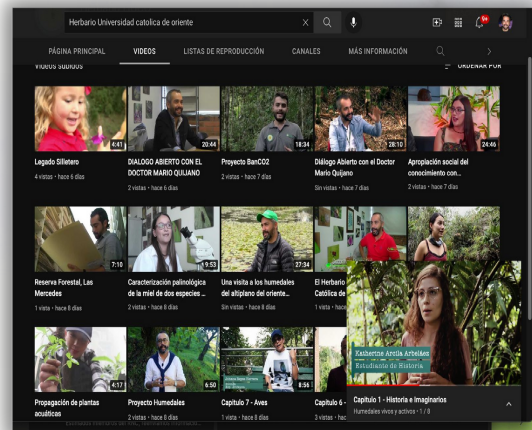 Herbario Universidad catolica de oriente
9+
PÁGINA PRINCIPAL
VIDEOS
LISTAS DE REPRODUCCIÓN
CANALES
MÁS INFORMACIÓN
Videos subidos
ORDENAR POR
4:41
20:44
18:34
28:10
24:46
Legado Silletero
4 vistas • hace 6 días
DIALOGO ABIERTO CON EL
DOCTOR MARIO QUIJANO
2 vistas • hace 6 días
Proyecto BanCO2
2 vistas • hace 7 días
Diálogo Abierto con el Doctor
Mario Quijano
Sin vistas • hace 7 días
Apropiación social del
conocimiento con...
2 vistas • hace 7 días
7:10
19:53
27:34
Reserva Forestal, Las
Mercedes
1 vista • hace 8 días
Caracterización palinológica
de la miel de dos especies ...
2 vistas • hace 8 días
Una visita a los humedales
del altiplano del oriente...
Sin vistas • hace 8 días
El Herbario
Católica de
1 vista • hace
Katherine Arcila Arbeláez
Estudiante de Historia
4:17
6:50
8:56
Propagación de plantas
acuáticas
Proyecto Humedales
2 vistas • hace 8 días
Capitulo 7 - Aves
1 vista • hace 8 días
Capitulo 6 -
3 vistas • hac
Capitulo 1 - Historia e Imaginarios
Humedales vivos y activos • 1 / 8